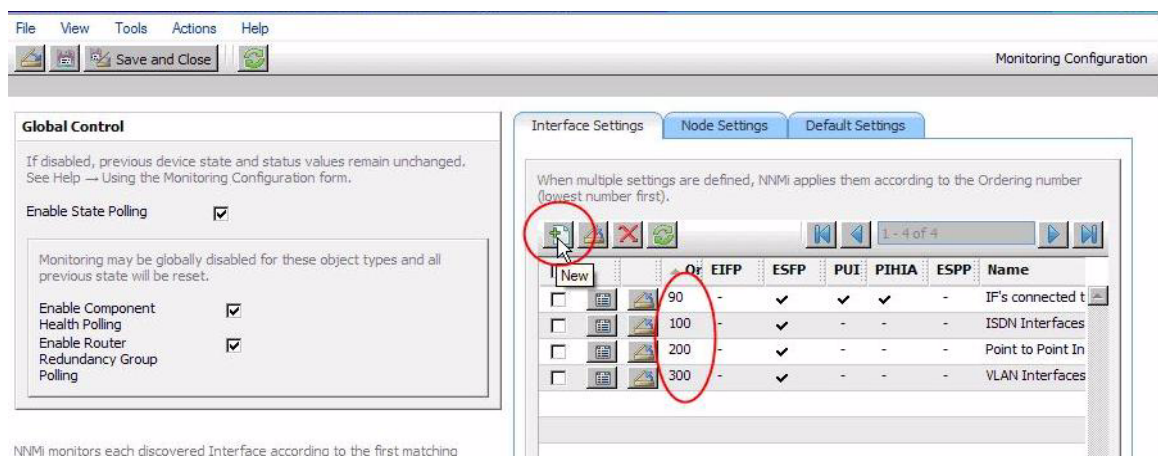 File View Tools Actions Help
Save and Close
Monitoring Configuration
Global Control
If disabled, previous device state and status values remain unchanged.
See Help → Using the Monitoring Configuration form.
Enable State Polling
Monitoring may be globally disabled for these object types and all
previous state will be reset.
Enable Component
Health Polling
Enable Router
Redundancy Group
Polling
NNMi monitors each discovered Interface according to the first matching
Interface Settings Node Settings Default Settings
When multiple settings are defined, NNMi applies them according to the Ordering number
(lowest number first).
1 - 4 of 4
New
Or EIFP ESFP PUI PIHIA ESPP Name
90 - ✔ ✔ ✔ - IF's connected t
100 - ✔ - - - ISDN Interfaces
200 - ✔ - - - Point to Point In
300 - ✔ - - - VLAN Interfaces